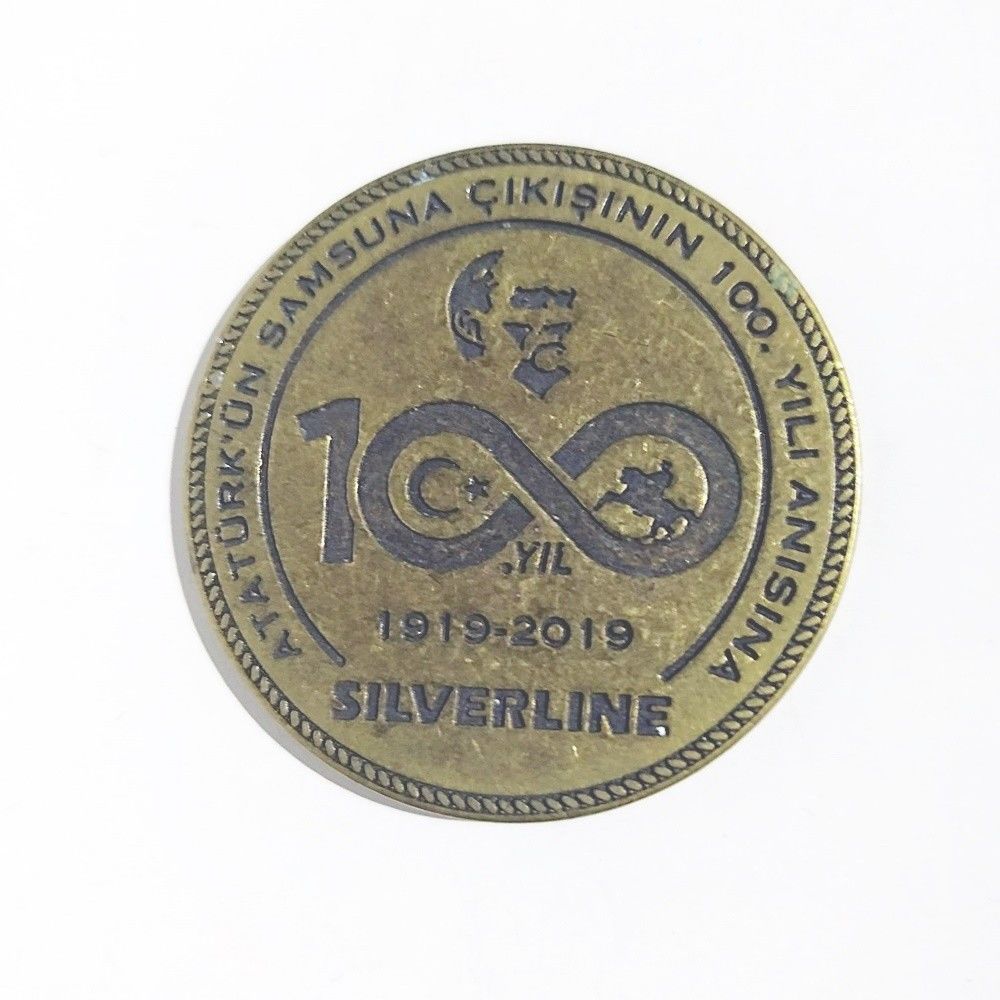 ATATÜRK'ÜN SAMSUNA ÇIKIŞININ 100. YILI ANISINA
100
.YIL
1919-2019
SILVERLINE